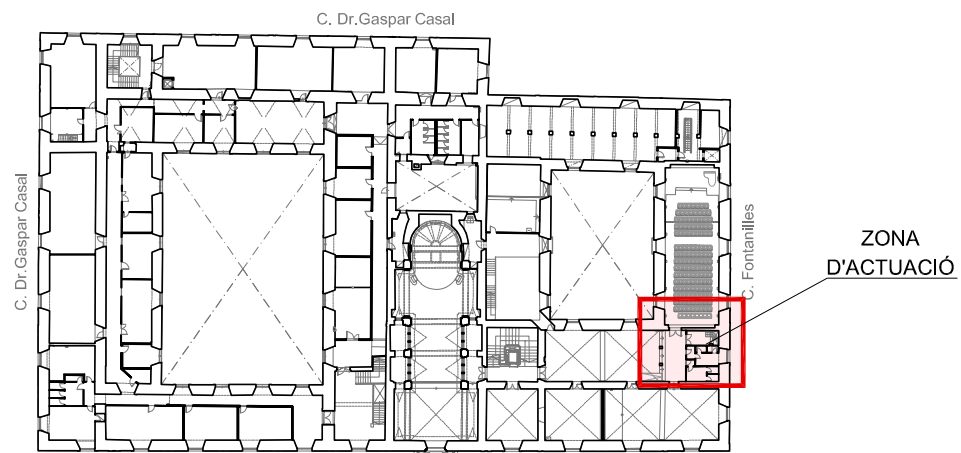 C. Dr.Gaspar Casal
C. Dr.Gaspar Casal
C. Fontanilles
ZONA
D'ACTUACIÓ